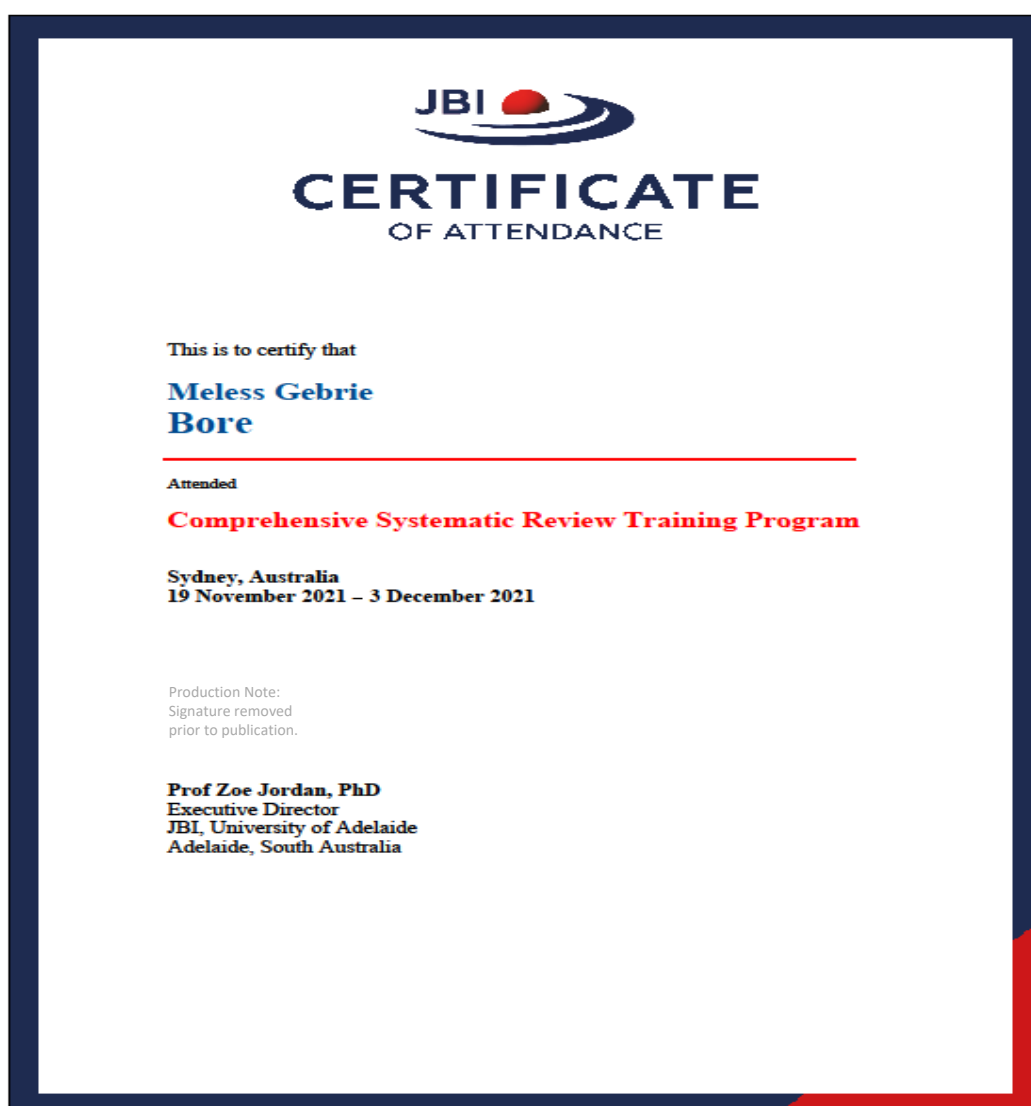 JBI
CERTIFICATE
OF ATTENDANCE
This is to certify that
Meless Gebrie
Bore
Attended
Comprehensive Systematic Review Training Program
Sydney, Australia
19 November 2021 – 3 December 2021
Production Note:
Signature removed
prior to publication.
Prof Zoe Jordan, PhD
Executive Director
JBI, University of Adelaide
Adelaide, South Australia